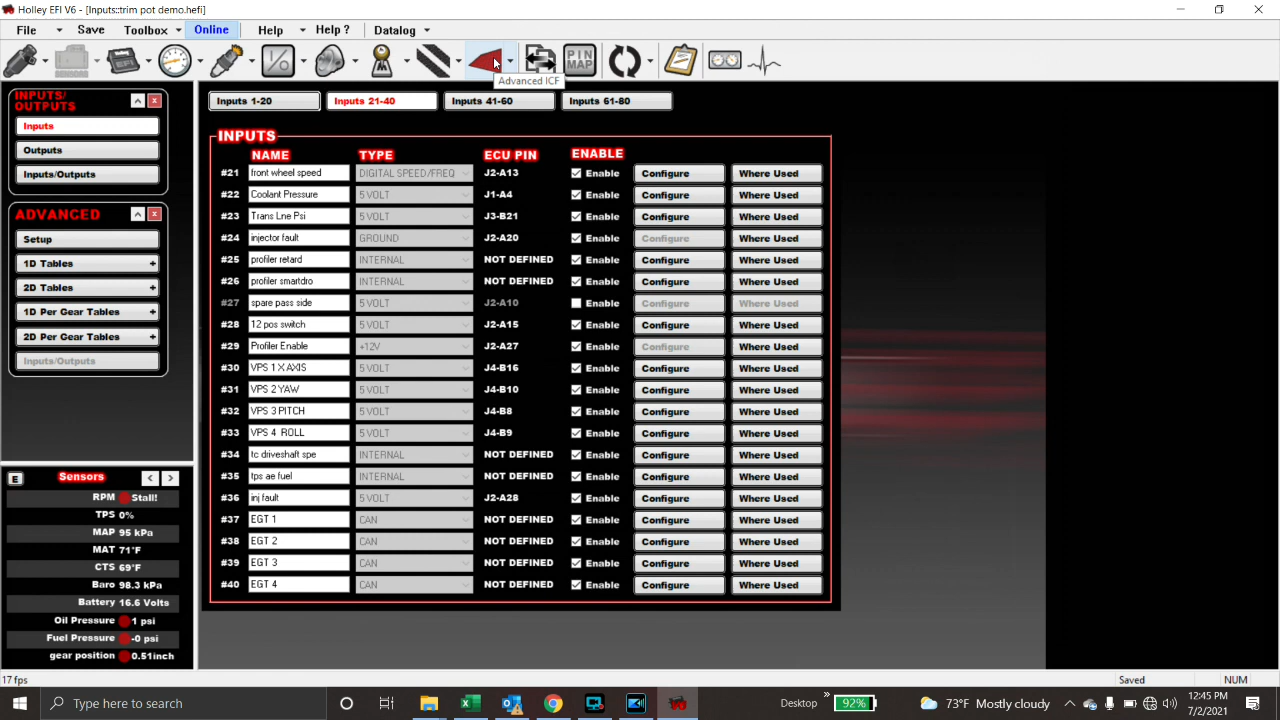 Holley EFI V6 - [Inputs::trim pot demo.hefi]
File Save Toolbox Online Help Help ? Datalog
I/O PIN MAP
Advanced ICF
INPUTS/OUTPUTS
Inputs
Outputs
Inputs/Outputs
ADVANCED
Setup
1D Tables +
2D Tables +
1D Per Gear Tables +
2D Per Gear Tables +
Inputs/Outputs
E Sensors < >
RPM Stall!
TPS 0%
MAP 95 kPa
MAT 71°F
CTS 69°F
Baro 98.3 kPa
Battery 16.6 Volts
Oil Pressure 1 psi
Fuel Pressure -0 psi
gear position 0.51inch
Inputs 1-20 Inputs 21-40 Inputs 41-60 Inputs 61-80
INPUTS
NAME TYPE ECU PIN ENABLE
#21 front wheel speed DIGITAL SPEED/FREQ J2-A13 Enable Configure Where Used
#22 Coolant Pressure 5 VOLT J1-A4 Enable Configure Where Used
#23 Trans Lne Psi 5 VOLT J3-B21 Enable Configure Where Used
#24 injector fault GROUND J2-A20 Enable Configure Where Used
#25 profiler retard INTERNAL NOT DEFINED Enable Configure Where Used
#26 profiler smartdro INTERNAL NOT DEFINED Enable Configure Where Used
#27 spare pass side 5 VOLT J2-A10 Enable Configure Where Used
#28 12 pos switch 5 VOLT J2-A15 Enable Configure Where Used
#29 Profiler Enable +12V J2-A27 Enable Configure Where Used
#30 VPS 1 X AXIS 5 VOLT J4-B16 Enable Configure Where Used
#31 VPS 2 YAW 5 VOLT J4-B10 Enable Configure Where Used
#32 VPS 3 PITCH 5 VOLT J4-B8 Enable Configure Where Used
#33 VPS 4 ROLL 5 VOLT J4-B9 Enable Configure Where Used
#34 tc driveshaft spe INTERNAL NOT DEFINED Enable Configure Where Used
#35 tps ae fuel INTERNAL NOT DEFINED Enable Configure Where Used
#36 inj fault 5 VOLT J2-A28 Enable Configure Where Used
#37 EGT 1 CAN NOT DEFINED Enable Configure Where Used
#38 EGT 2 CAN NOT DEFINED Enable Configure Where Used
#39 EGT 3 CAN NOT DEFINED Enable Configure Where Used
#40 EGT 4 CAN NOT DEFINED Enable Configure Where Used
17 fps Saved NUM
Type here to search Desktop » 92% 73°F Mostly cloudy 12:45 PM
7/2/2021